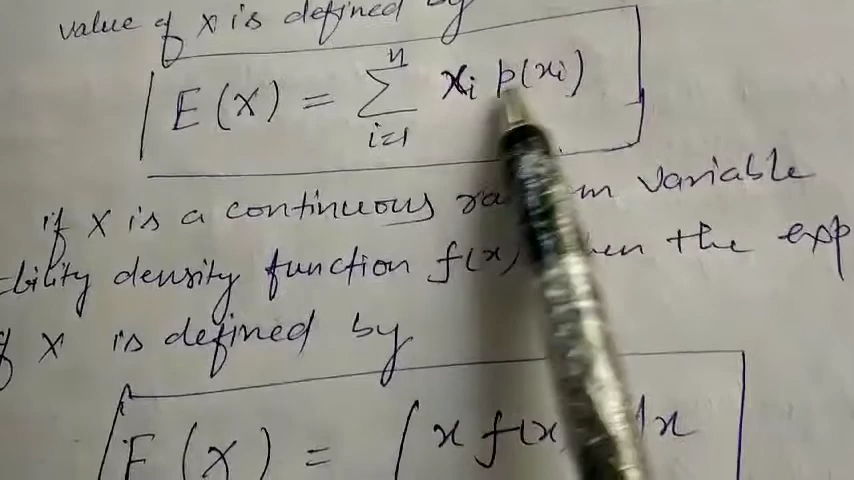 value of X is defined by
E(X) = ∑_{i=1}^{n} x_i p(x_i)
if X is a continuous variable
bility density function f(x) the exp
of X is defined by
E(X) = ∫ x f(x) dx